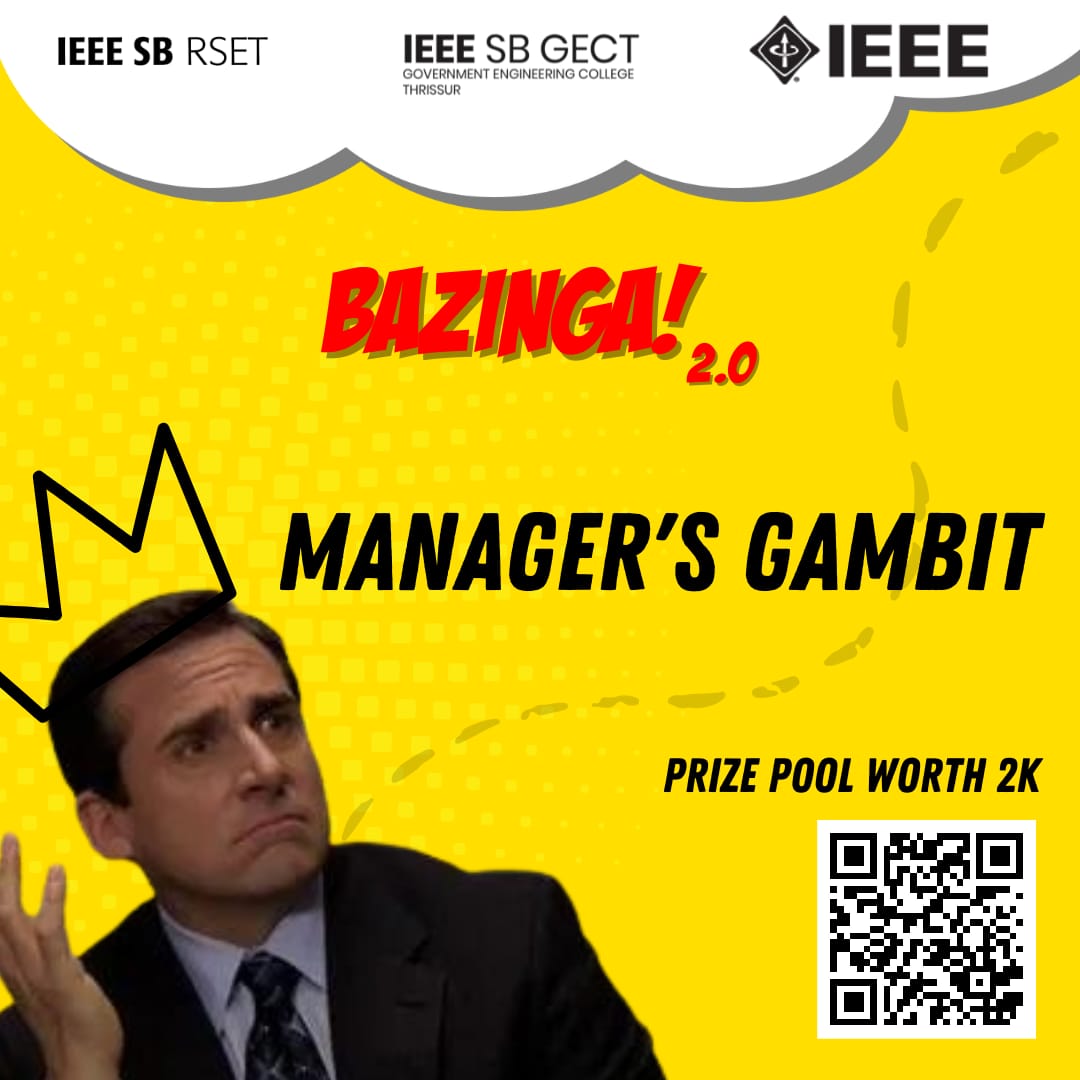 IEEE SB RSET
IEEE SB GECT
GOVERNMENT ENGINEERING COLLEGE
THRISSUR
IEEE
BAZINGA!
2.0
MANAGER'S GAMBIT
PRIZE POOL WORTH 2K